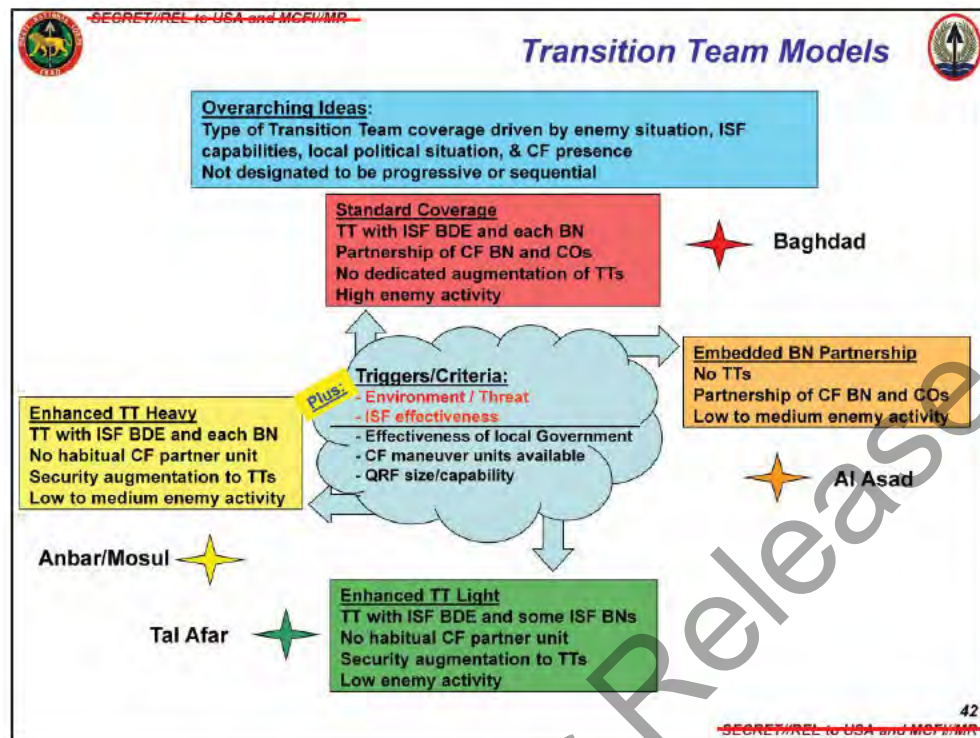 SECRET//REL to USA and MCFI//MR
Transition Team Models
Overarching Ideas:
Type of Transition Team coverage driven by enemy situation, ISF
capabilities, local political situation, & CF presence
Not designated to be progressive or sequential
Standard Coverage
TT with ISF BDE and each BN
Partnership of CF BN and COs
No dedicated augmentation of TTs
High enemy activity
Baghdad
Embedded BN Partnership
No TTs
Partnership of CF BN and COs
Low to medium enemy activity
Al Asad
Plus:
Triggers/Criteria:
- Environment / Threat
- ISF effectiveness
- Effectiveness of local Government
- CF maneuver units available
- QRF size/capability
Enhanced TT Heavy
TT with ISF BDE and each BN
No habitual CF partner unit
Security augmentation to TTs
Low to medium enemy activity
Anbar/Mosul
Tal Afar
Enhanced TT Light
TT with ISF BDE and some ISF BNs
No habitual CF partner unit
Security augmentation to TTs
Low enemy activity
Release
42
SECRET//REL to USA and MCFI//MR